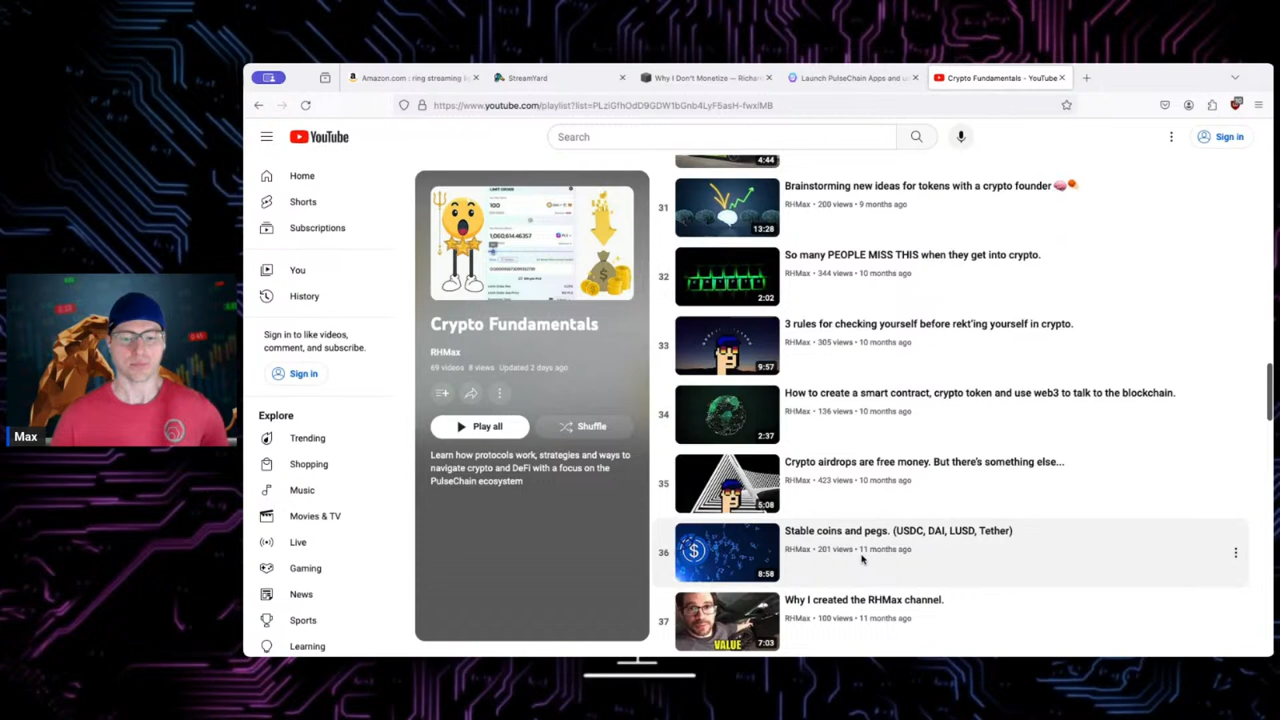 Amazon.com : ring streaming
StreamYard
Why I Don't Monetize — Richar
Launch PulseChain Apps and
Crypto Fundamentals - YouTube
https://www.youtube.com/playlist?list=PLziGfhOdD9GDW1bGnb4LyF5asH-fwxlMB
YouTube
Search
Sign in
Home
Shorts
Subscriptions
You
History
Sign in to like videos,
comment, and subscribe.
Sign in
Explore
Trending
Shopping
Music
Movies & TV
Live
Gaming
News
Sports
Learning
Crypto Fundamentals
RHMax
69 videos 8 views Updated 2 days ago
Play all
Shuffle
Learn how protocols work, strategies and ways to
navigate crypto and DeFi with a focus on the
PulseChain ecosystem
4:44
31
13:28
Brainstorming new ideas for tokens with a crypto founder
RHMax • 200 views • 9 months ago
32
2:02
So many PEOPLE MISS THIS when they get into crypto.
RHMax • 344 views • 10 months ago
33
9:57
3 rules for checking yourself before rekt'ing yourself in crypto.
RHMax • 305 views • 10 months ago
34
2:37
How to create a smart contract, crypto token and use web3 to talk to the blockchain.
RHMax • 136 views • 10 months ago
35
5:08
Crypto airdrops are free money. But there's something else...
RHMax • 423 views • 10 months ago
36
8:58
Stable coins and pegs. (USDC, DAI, LUSD, Tether)
RHMax • 201 views • 11 months ago
37
VALUE
7:03
Why I created the RHMax channel.
RHMax • 100 views • 11 months ago
Max